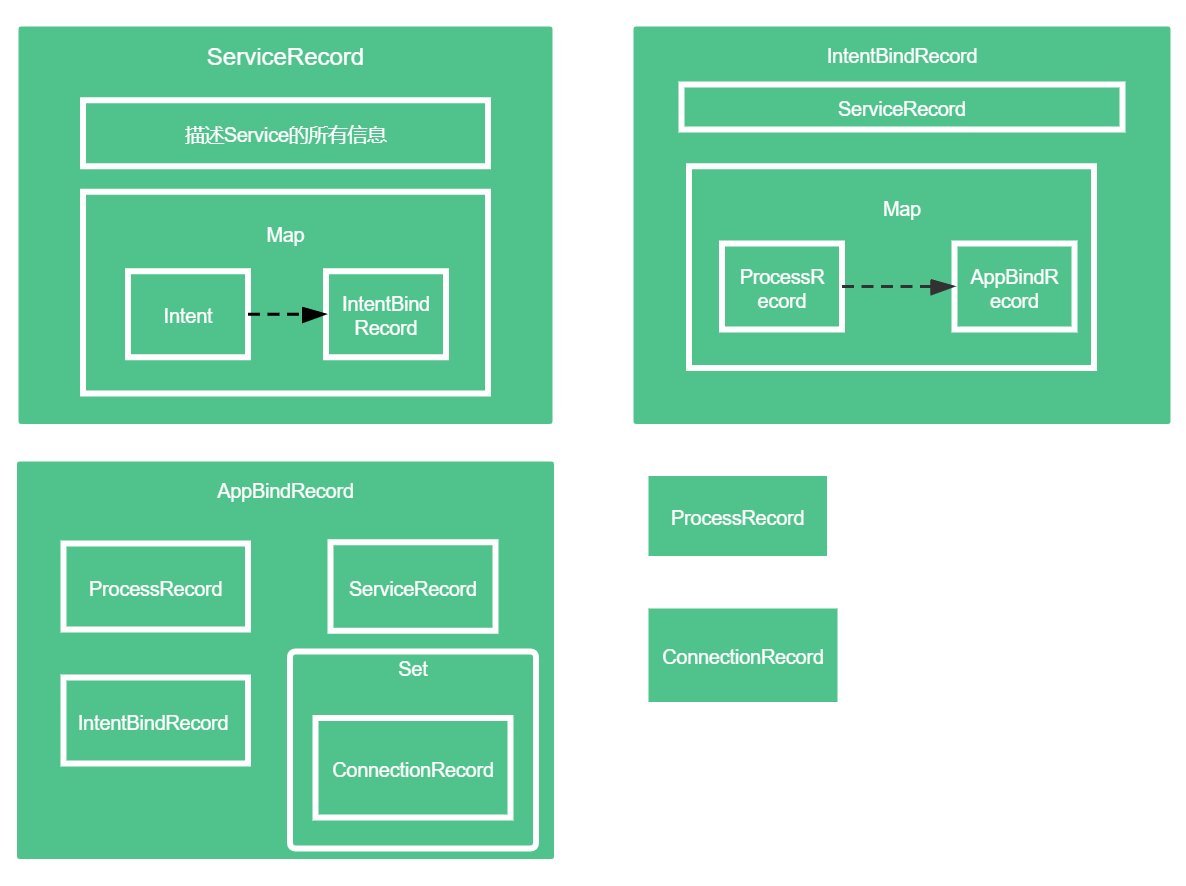 ServiceRecord
描述Service的所有信息
Map
Intent
IntentBind
Record
IntentBindRecord
ServiceRecord
Map
ProcessR
ecord
AppBindR
ecord
AppBindRecord
ProcessRecord
ServiceRecord
IntentBindRecord
Set
ConnectionRecord
ProcessRecord
ConnectionRecord